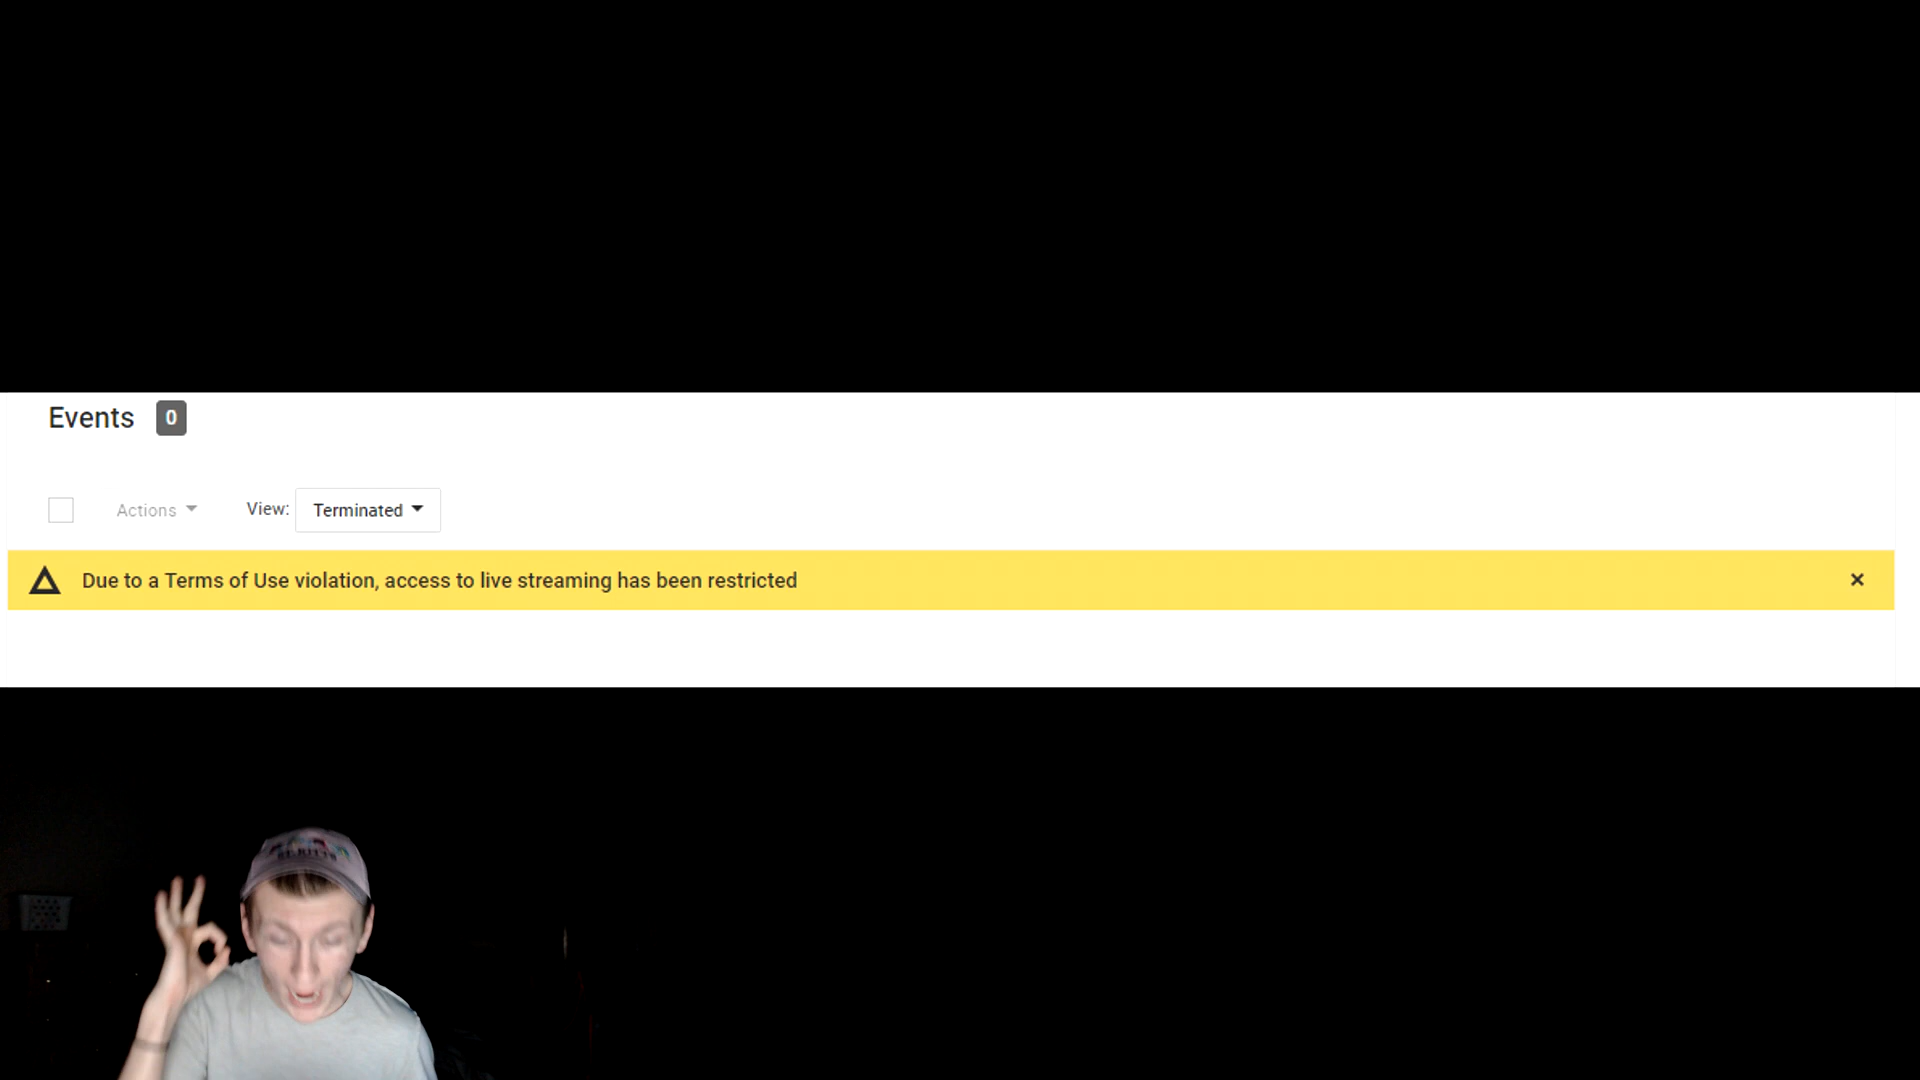 Events 0
Actions View: Terminated
Due to a Terms of Use violation, access to live streaming has been restricted ×